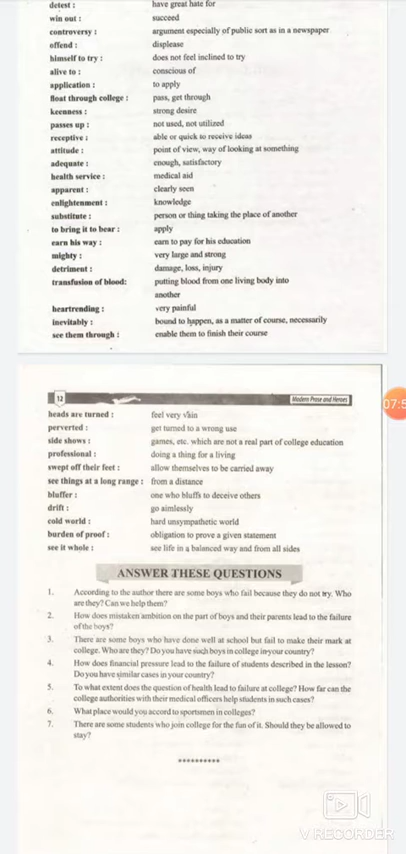 detest : have great hate for
win out : succeed
controversy : argument especially of public sort as in a newspaper
offend : displease
himself to try : does not feel inclined to try
alive to : conscious of
application : to apply
float through college : pass, get through
keenness : strong desire
passes up : not used, not utilized
receptive : able or quick to receive ideas
attitude : point of view, way of looking at something
adequate : enough, satisfactory
health service : medical aid
apparent : clearly seen
enlightenment : knowledge
substitute : person or thing taking the place of another
to bring it to bear : apply
earn his way : earn to pay for his education
mighty : very large and strong
detriment : damage, loss, injury
transfusion of blood: putting blood from one living body into
another
heartrending : very painful
inevitably : bound to happen, as a matter of course, necessarily
see them through : enable them to finish their course
12 Modern Prose and Heroes
07:5
heads are turned : feel very vain
perverted : get turned to a wrong use
side shows : games, etc. which are not a real part of college education
professional : doing a thing for a living
swept off their feet : allow themselves to be carried away
see things at a long range : from a distance
bluffer : one who bluffs to deceive others
drift : go aimlessly
cold world : hard unsympathetic world
burden of proof : obligation to prove a given statement
see it whole : see life in a balanced way and from all sides
ANSWER THESE QUESTIONS
1. According to the author there are some boys who fail because they do not try. Who
are they? Can we help them?
2. How does mistaken ambition on the part of boys and their parents lead to the failure
of the boys?
3. There are some boys who have done well at school but fail to make their mark at
college. Who are they? Do you have such boys in college in your country?
4. How does financial pressure lead to the failure of students described in the lesson?
Do you have similar cases in your country?
5. To what extent does the question of health lead to failure at college? How far can the
college authorities with their medical officers help students in such cases?
6. What place would you accord to sportsmen in colleges?
7. There are some students who join college for the fun of it. Should they be allowed to
stay?
**********
V RECORDER